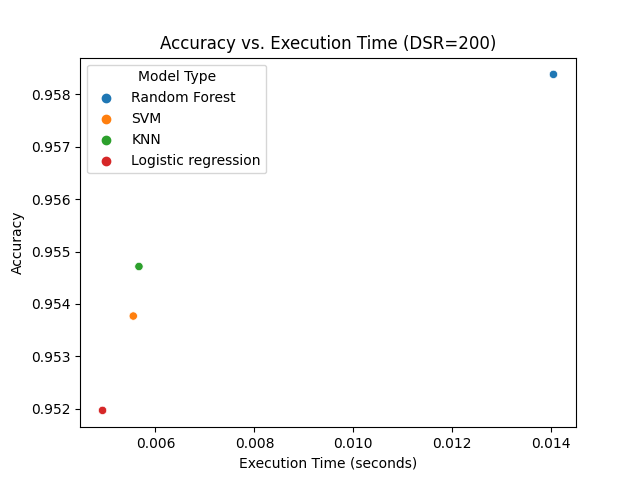 Accuracy vs. Execution Time (DSR=200)
Model Type
Random Forest
SVM
KNN
Logistic regression
Accuracy
0.958
0.957
0.956
0.955
0.954
0.953
0.952
0.006 0.008 0.010 0.012 0.014
Execution Time (seconds)